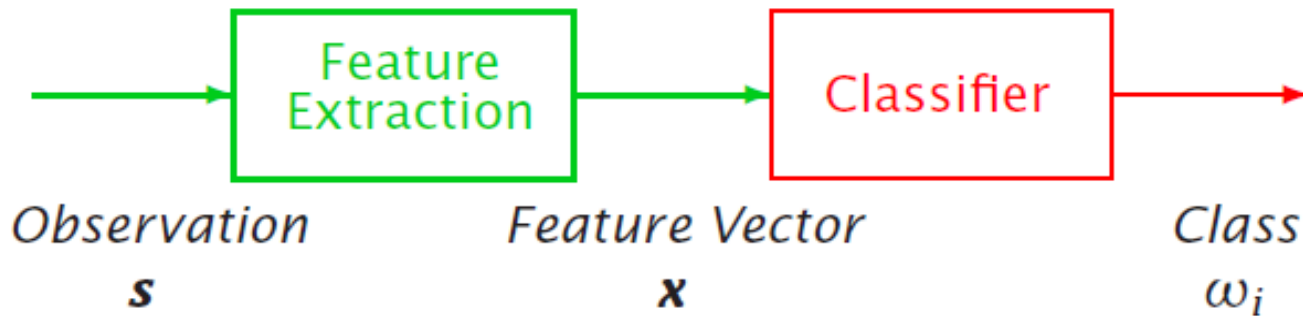 Feature
Extraction
Classifier
Observation
Feature Vector
Class
s
x
ωi